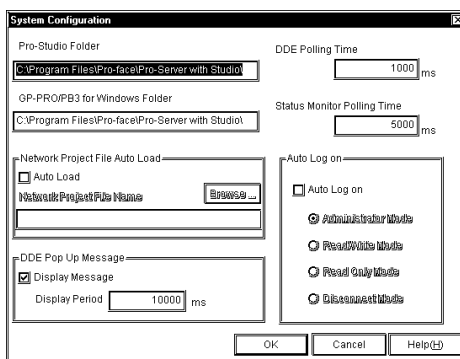 System Configuration
Pro-Studio Folder
C:\Program Files\Pro-face\Pro-Server with Studio\
GP-PRO/PB3 for Windows Folder
C:\Program Files\Pro-face\Pro-Server with Studio\
DDE Polling Time
1000 ms
Status Monitor Polling Time
5000 ms
Network Project File Auto Load
Auto Load
Network Project File Name
Browse ...
DDE Pop Up Message
Display Message
Display Period 10000 ms
Auto Log on
Auto Log on
Administrator Mode
Read/Write Mode
Read Only Mode
Disconnect Mode
OK Cancel Help(H)